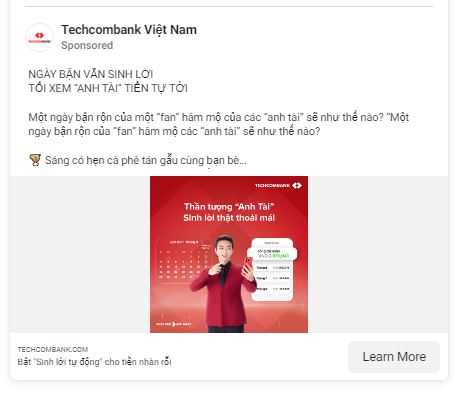 Techcombank Việt Nam
Sponsored
NGÀY BẬN VẪN SINH LỜI
TỐI XEM “ANH TÀI” TIỀN TỰ TỚI
Một ngày bận rộn của một “fan” hâm mộ của các “anh tài” sẽ như thế nào? “Một
ngày bận rộn của “fan” hâm mộ các “anh tài” sẽ như thế nào?
Sáng có hẹn cà phê tán gẫu cùng bạn bè...
TECHCOMBANK
Thần tượng “Anh Tài”
Sinh lời thật thoải mái
TECHCOMBANK.COM
Bật "Sinh lời tự động" cho tiền nhàn rỗi
Learn More